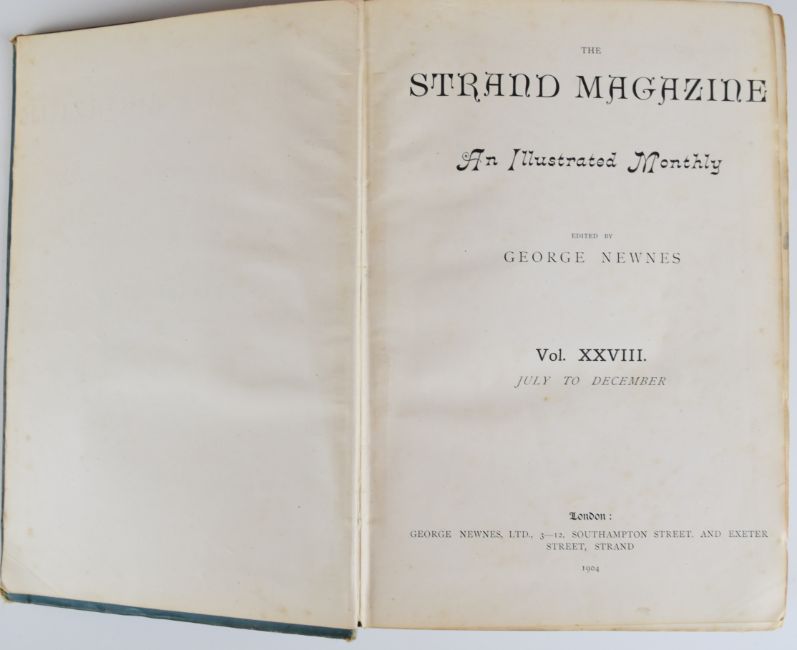 THE
STRAND MAGAZINE
An Illustrated Monthly
EDITED BY
GEORGE NEWNES
Vol. XXVIII.
JULY TO DECEMBER
London:
GEORGE NEWNES, LTD., 3—12, SOUTHAMPTON STREET. AND EXETER
STREET, STRAND
1904